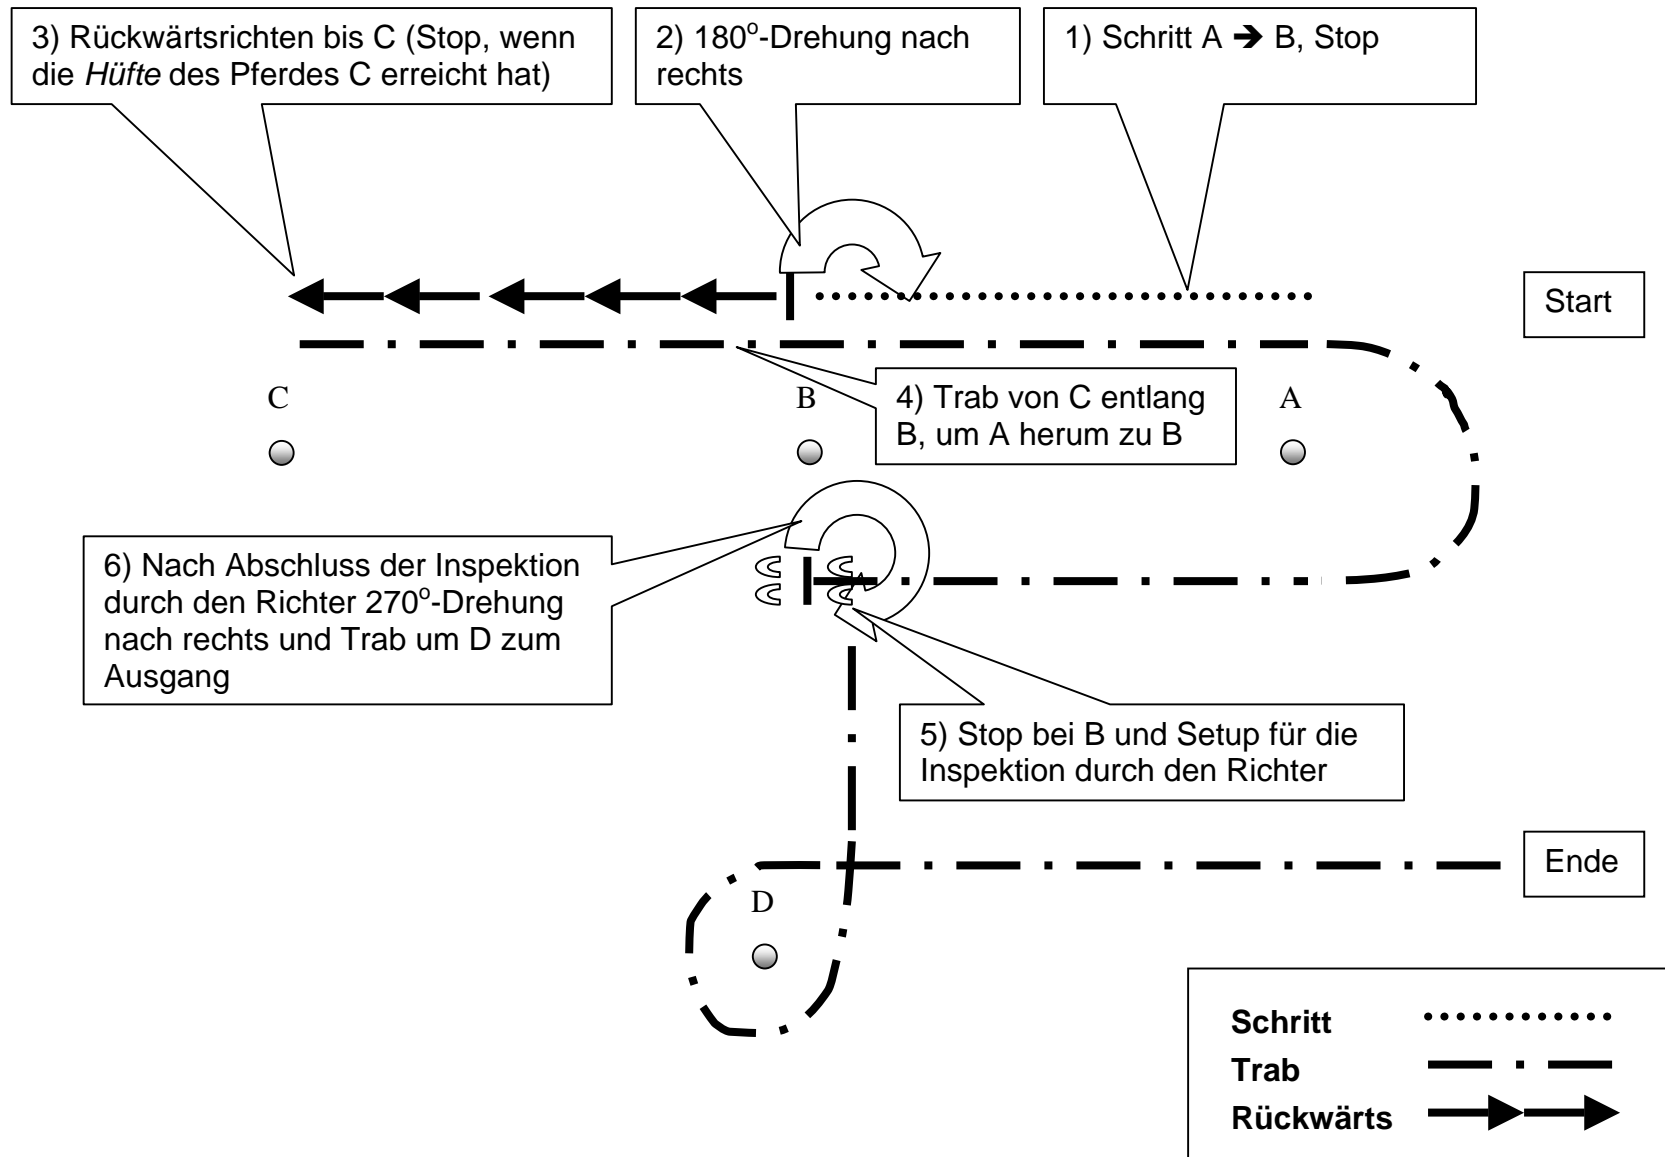 3) Rückwärtsrichten bis C (Stop, wenn
die Hüfte des Pferdes C erreicht hat)
2) 180°-Drehung nach
rechts
1) Schritt A ➔ B, Stop
Start
C
B
A
4) Trab von C entlang
B, um A herum zu B
6) Nach Abschluss der Inspektion
durch den Richter 270°-Drehung
nach rechts und Trab um D zum
Ausgang
5) Stop bei B und Setup für die
Inspektion durch den Richter
Ende
D
Schritt
Trab
Rückwärts